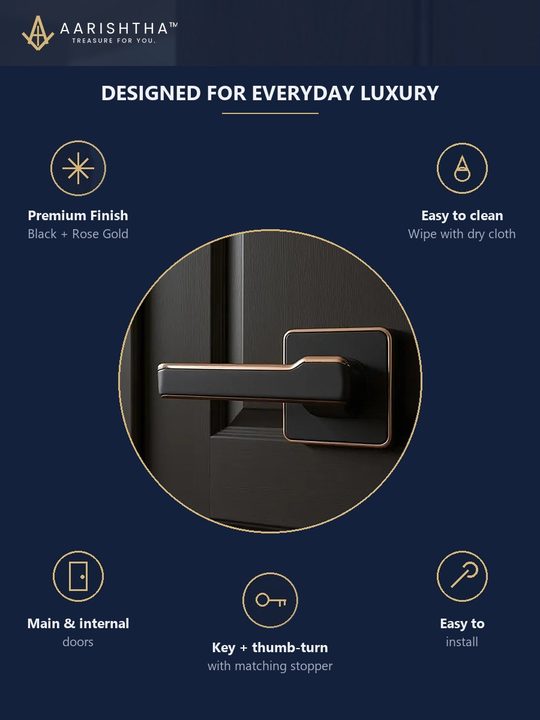 AARISHTHA™
TREASURE FOR YOU.
DESIGNED FOR EVERYDAY LUXURY
Premium Finish
Black + Rose Gold
Easy to clean
Wipe with dry cloth
Main & internal
doors
Key + thumb-turn
with matching stopper
Easy to
install